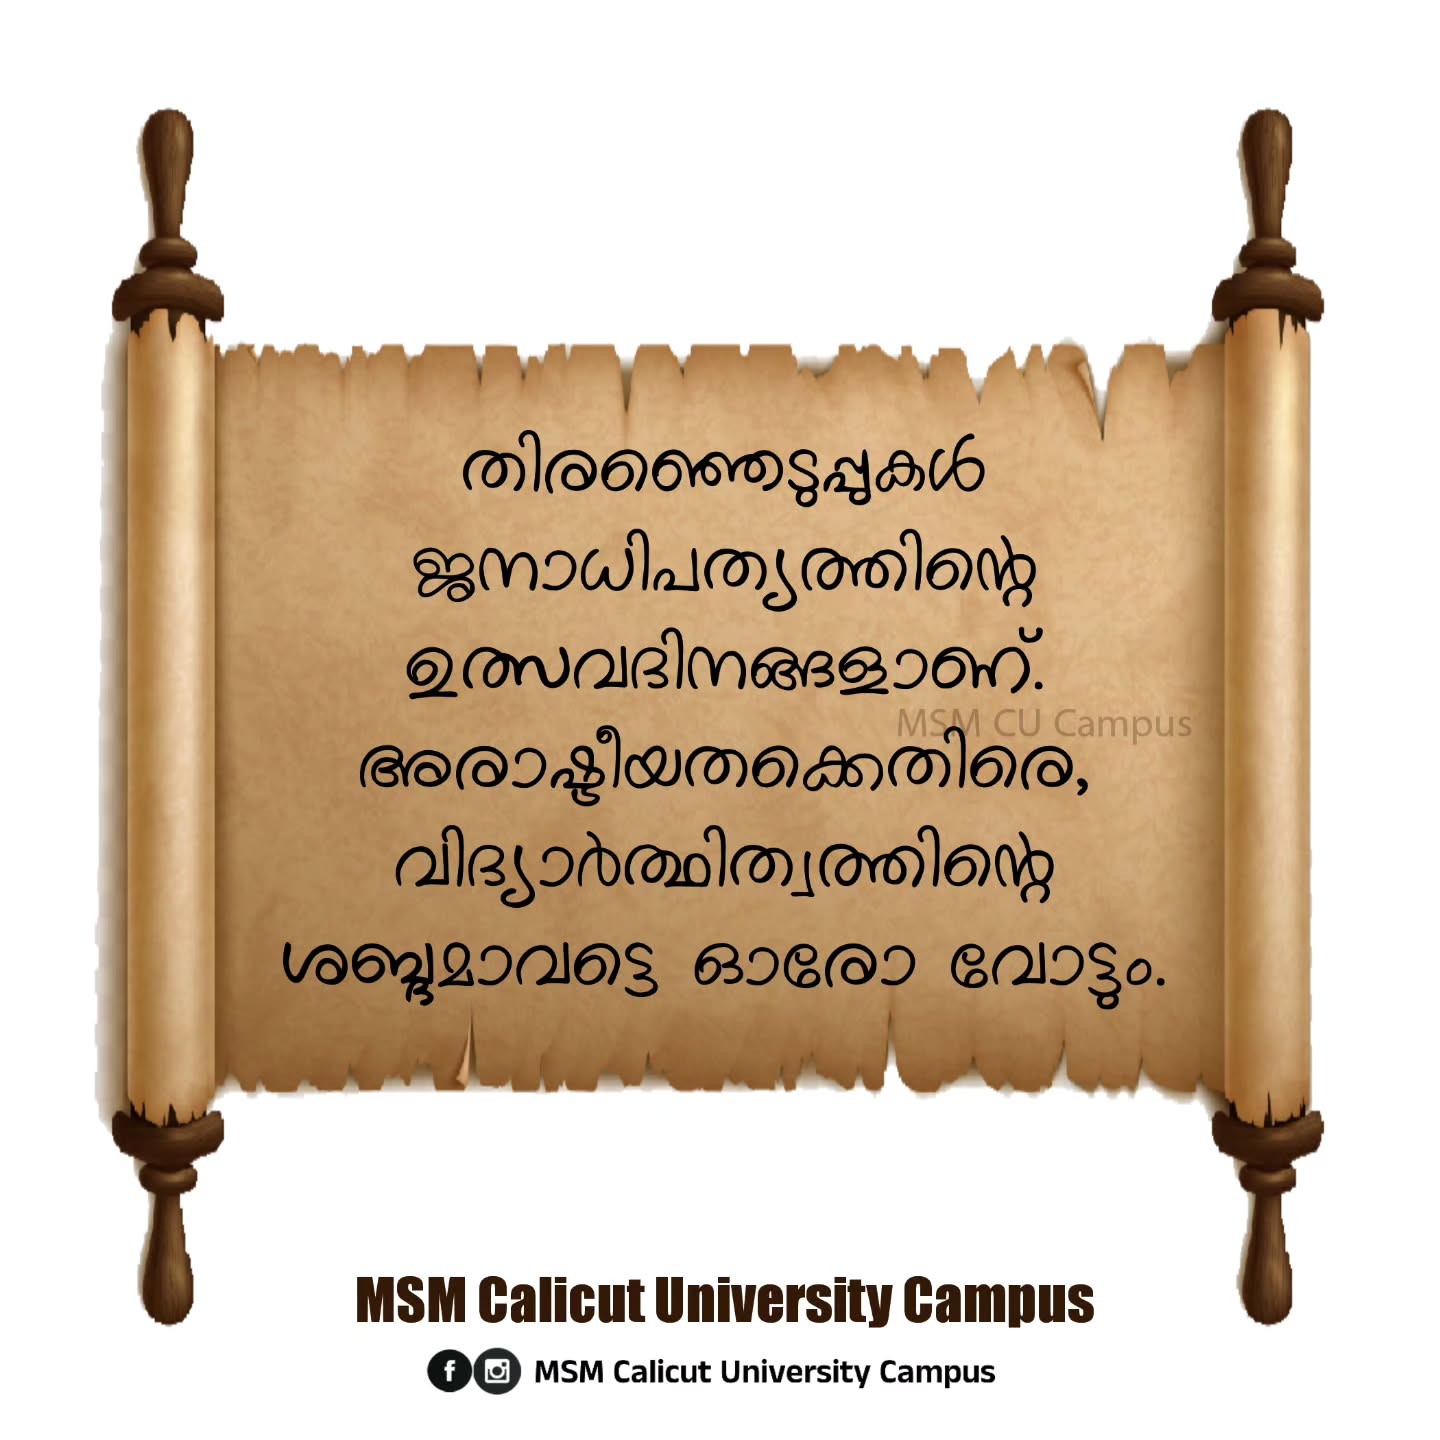 തിരഞ്ഞെടുപ്പുകൾ
ജനാധിപത്യത്തിന്റെ
ഉത്സവദിനങ്ങളാണ്.
MSM CU Campus
അരാഷ്ട്രീയതക്കെതിരെ,
വിദ്യാർത്ഥിത്വത്തിന്റെ
ശബ്ദമാവട്ടെ ഓരോ വോട്ടും.
MSM Calicut University Campus
MSM Calicut University Campus